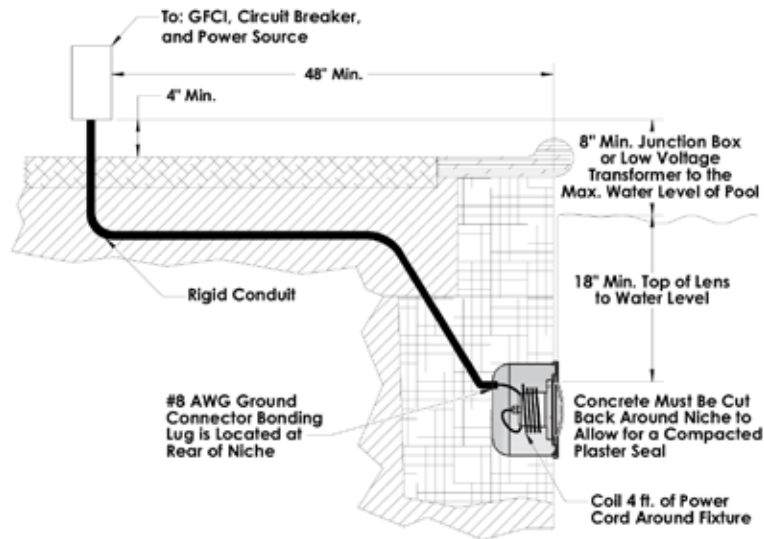 To: GFCI, Circuit Breaker,
and Power Source
48" Min.
4" Min.
8" Min. Junction Box
or Low Voltage
Transformer to the
Max. Water Level of Pool
18" Min. Top of Lens
to Water Level
Rigid Conduit
#8 AWG Ground
Connector Bonding
Lug is Located at
Rear of Niche
Concrete Must Be Cut
Back Around Niche to
Allow for a Compacted
Plaster Seal
Coil 4 ft. of Power
Cord Around Fixture